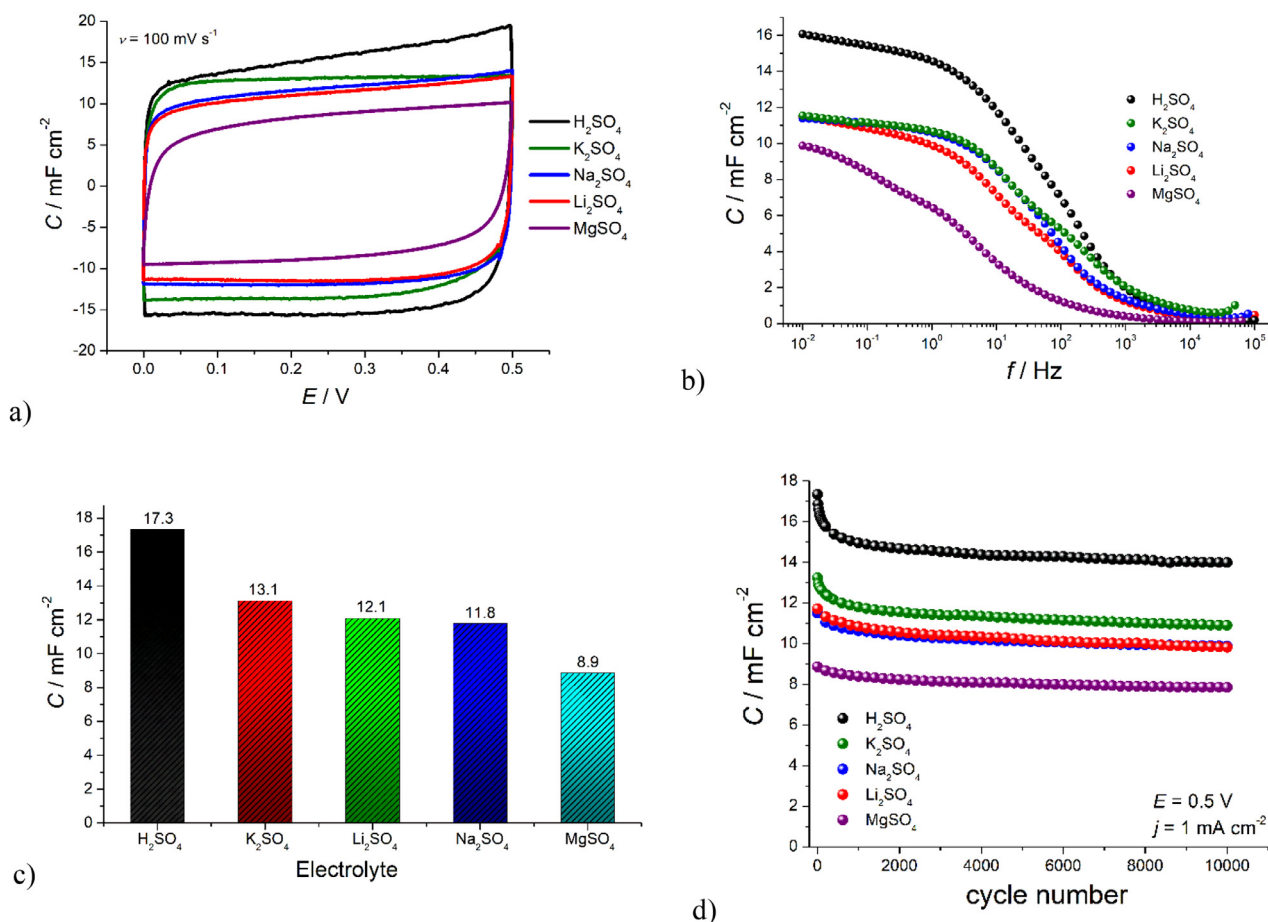 ν = 100 mV s⁻¹
C / mF cm⁻²
20
15
10
5
0
-5
-10
-15
-20
H₂SO₄
K₂SO₄
Na₂SO₄
Li₂SO₄
MgSO₄
0.0 0.1 0.2 0.3 0.4 0.5
E / V
a)
C / mF cm⁻²
16
14
12
10
8
6
4
2
0
H₂SO₄
K₂SO₄
Na₂SO₄
Li₂SO₄
MgSO₄
10⁻² 10⁻¹ 10⁰ 10¹ 10² 10³ 10⁴ 10⁵
f / Hz
b)
C / mF cm⁻²
18
16
14
12
10
8
6
4
2
0
17.3
13.1
12.1
11.8
8.9
H₂SO₄ K₂SO₄ Li₂SO₄ Na₂SO₄ MgSO₄
Electrolyte
c)
C / mF cm⁻²
18
16
14
12
10
8
6
4
2
0
H₂SO₄
K₂SO₄
Na₂SO₄
Li₂SO₄
MgSO₄
E = 0.5 V
j = 1 mA cm⁻²
0 2000 4000 6000 8000 10000
cycle number
d)